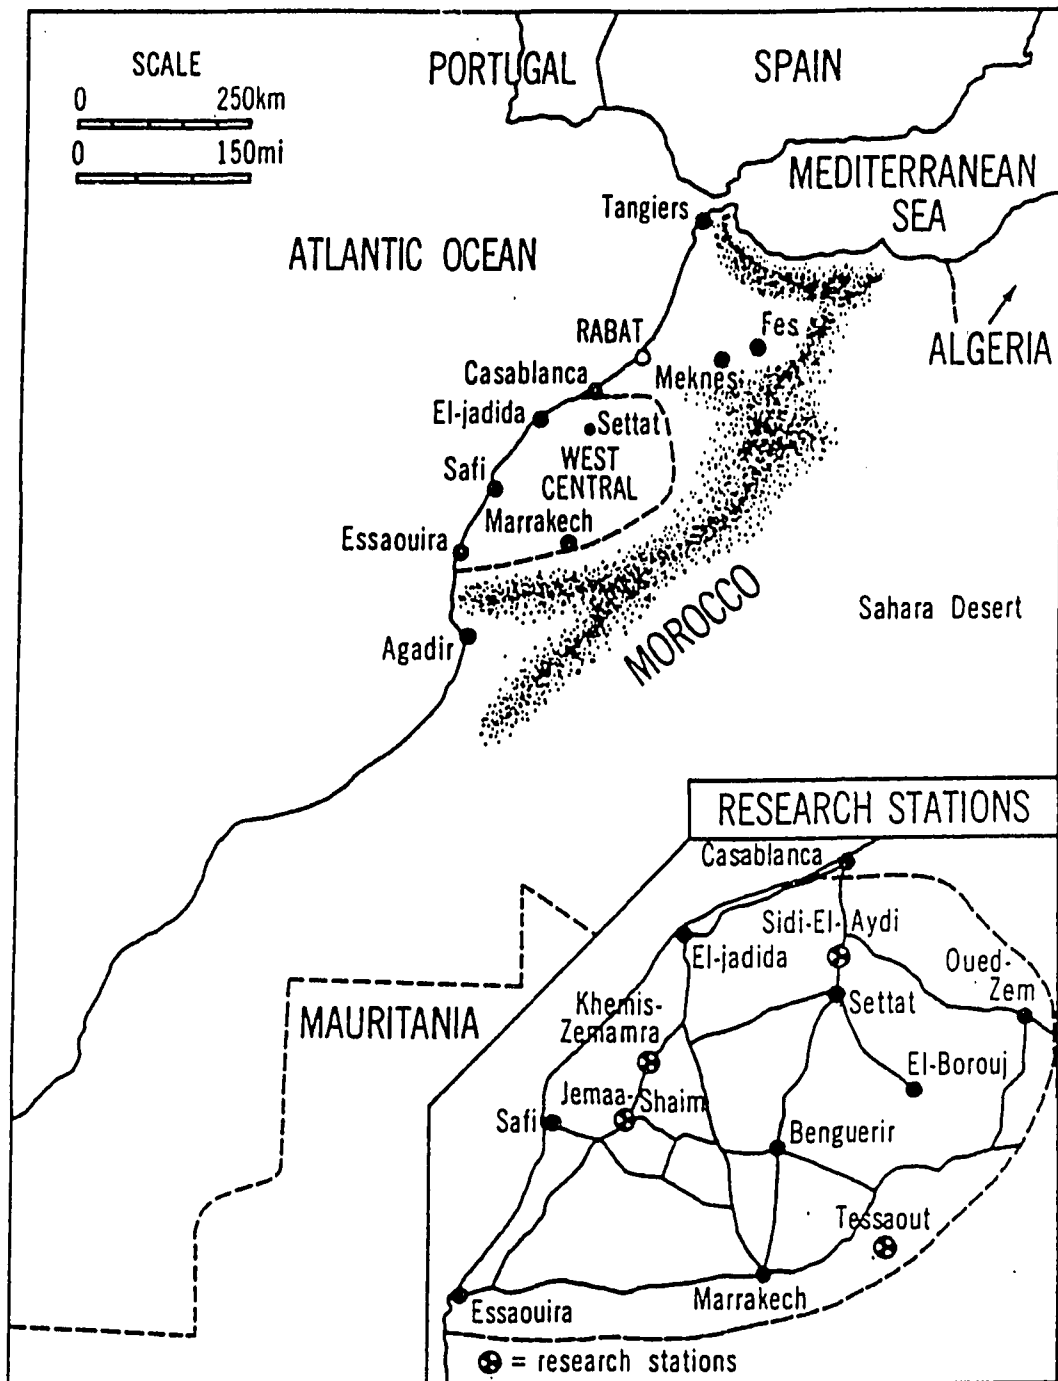 SCALE
0 250km
0 150mi
PORTUGAL
SPAIN
MEDITERRANEAN
SEA
Tangiers
ATLANTIC OCEAN
RABAT
Fes
ALGERIA
Casablanca
Meknes
El-jadida
Settat
Safi
WEST
CENTRAL
Marrakech
Essaouira
MOROCCO
Sahara Desert
Agadir
RESEARCH STATIONS
Casablanca
Sidi-El-Aydi
El-jadida
Oued-
Zem
MAURITANIA
Khemis-
Zemamra
Settat
El-Borouj
Jemaa-Shaim
Safi
Benguerir
Tessaout
Essaouira
Marrakech
= research stations